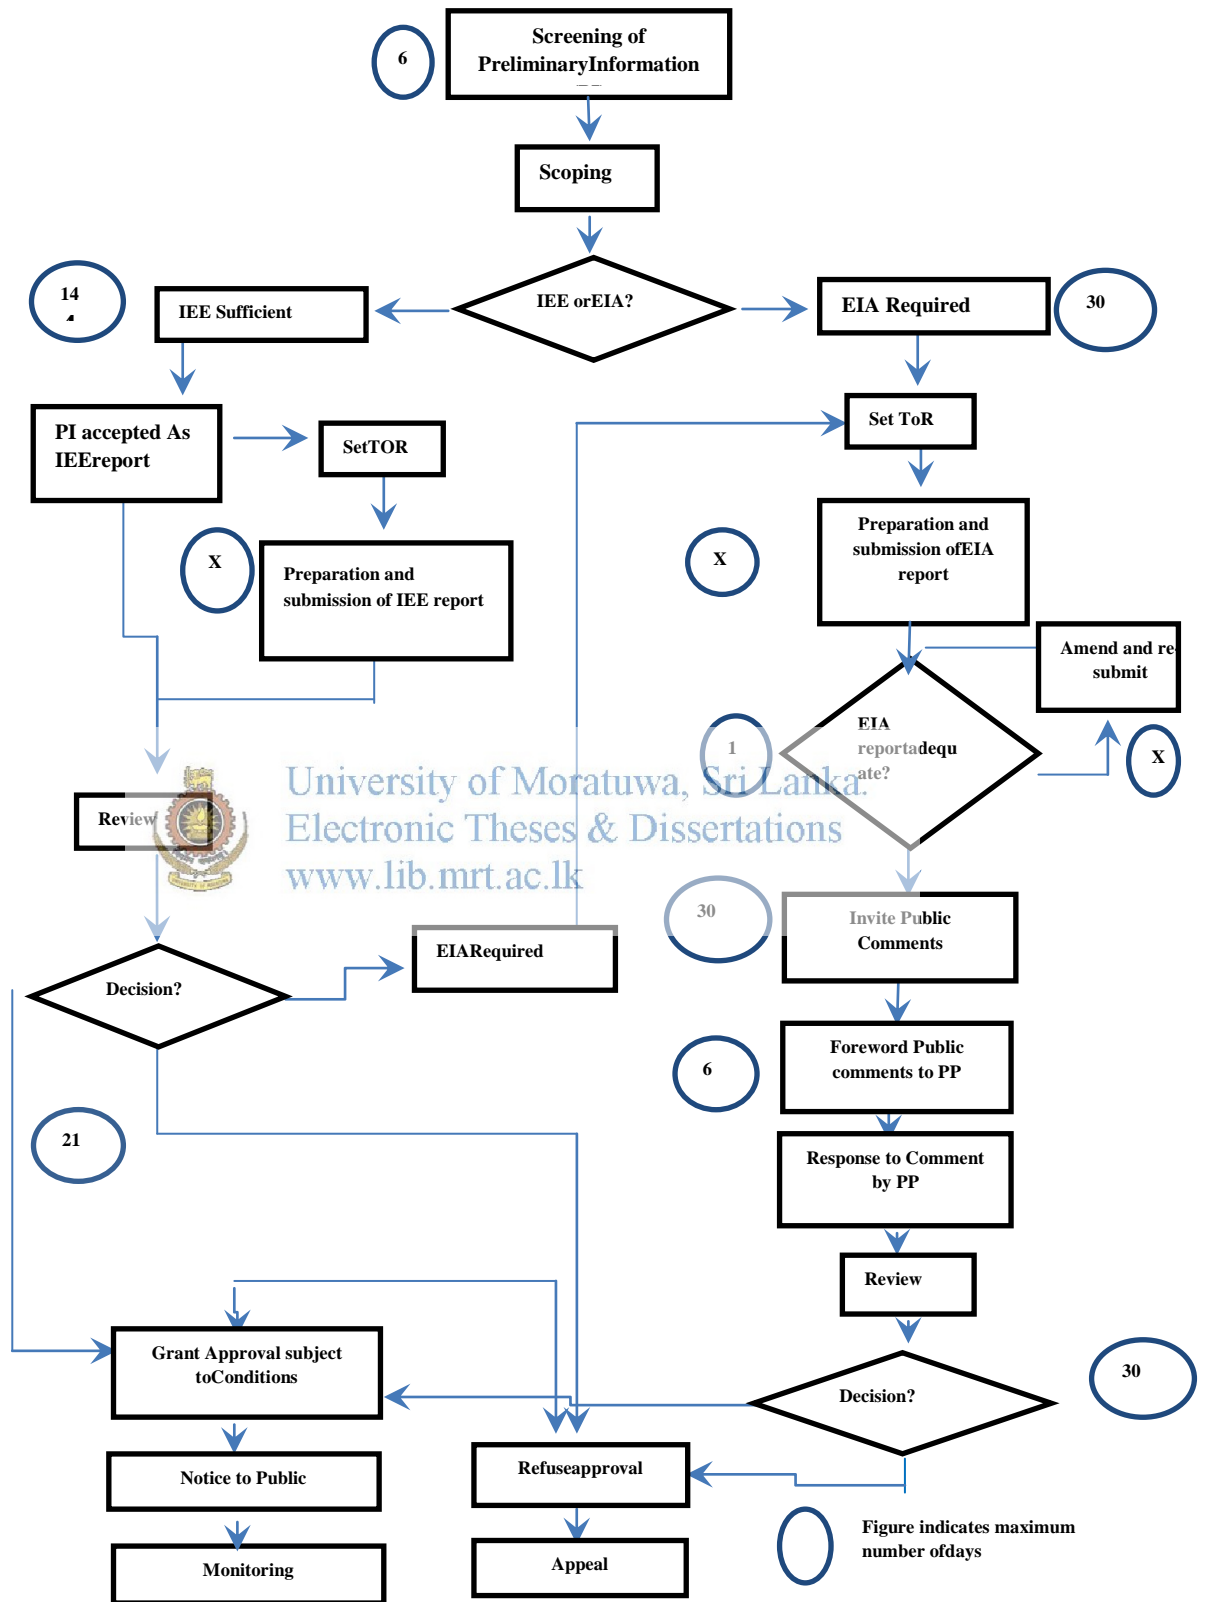 6
Screening of
PreliminaryInformation
Scoping
14
IEE Sufficient
IEE orEIA?
EIA Required
30
PI accepted As
IEEreport
SetTOR
Set ToR
X
Preparation and
submission of IEE report
X
Preparation and
submission ofEIA
report
Amend and re
submit
1
EIA
reportadequ
ate?
X
University of Moratuwa, Sri Lanka.
Electronic Theses & Dissertations
www.lib.mrt.ac.lk
Review
30
Invite Public
Comments
EIARequired
Decision?
6
Foreword Public
comments to PP
21
Response to Comment
by PP
Review
Grant Approval subject
toConditions
Decision?
30
Notice to Public
Refuseapproval
Figure indicates maximum
number ofdays
Monitoring
Appeal